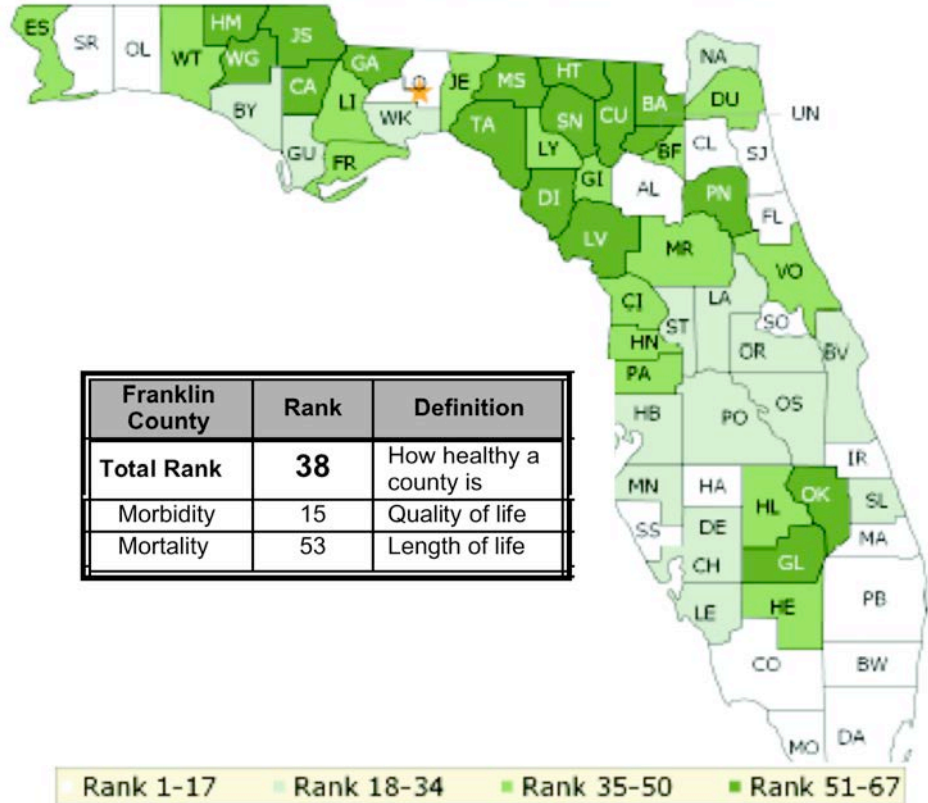 ES
SR
OL
WT
HM
WG
JS
CA
BY
GU
GA
LI
FR
WK
JE
MS
TA
HT
SN
LY
CU
BA
DI
GI
BF
LV
NA
DU
UN
CL
SJ
AL
PN
FL
MR
VO
CI
ST
LA
SO
HN
OR
BV
PA
HB
PO
OS
IR
MN
HA
HL
OK
SL
SS
DE
MA
CH
GL
LE
HE
PB
CO
BW
MO
DA
Franklin County Rank Definition
Total Rank 38 How healthy a county is
Morbidity 15 Quality of life
Mortality 53 Length of life
Rank 1-17 Rank 18-34 Rank 35-50 Rank 51-67